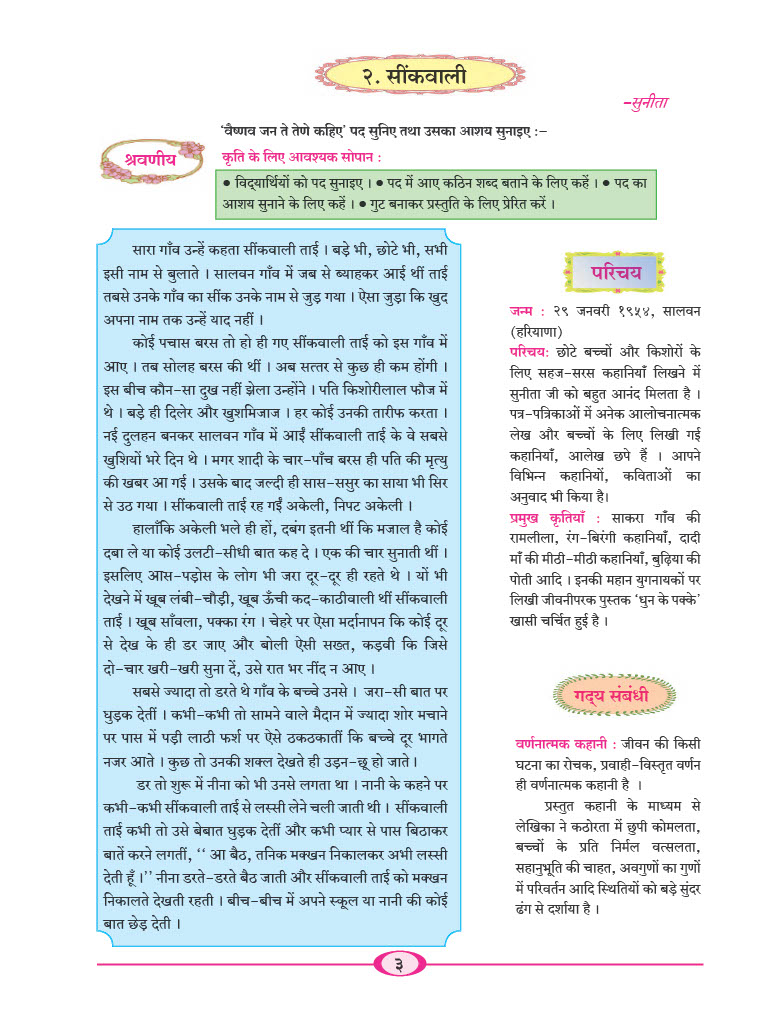 २. सींकवाली
–सुनीता
'वैष्णव जन ते तेणे कहिए' पद सुनिए तथा उसका आशय सुनाइए :–
श्रवणीय
कृति के लिए आवश्यक सोपान :
● विद्‍यार्थियों को पद सुनाइए । ● पद में आए कठिन शब्द बताने के लिए कहें । ● पद का
आशय सुनाने के लिए कहें । ● गुट बनाकर प्रस्तुति के लिए प्रेरित करें ।
सारा गाँव उन्हें कहता सींकवाली ताई । बड़े भी, छोटे भी, सभी
इसी नाम से बुलाते । सालवन गाँव में जब से ब्याहकर आई थीं ताई
तबसे उनके गाँव का सींक उनके नाम से जुड़ गया । ऐसा जुड़ा कि खुद
अपना नाम तक उन्हें याद नहीं ।
कोई पचास बरस तो हो ही गए सींकवाली ताई को इस गाँव में
आए । तब सोलह बरस की थीं । अब सत्तर से कुछ ही कम होंगी ।
इस बीच कौन-सा दुख नहीं झेला उन्होंने । पति किशोरीलाल फौज में
थे । बड़े ही दिलेर और खुशमिजाज । हर कोई उनकी तारीफ करता ।
नई दुलहन बनकर सालवन गाँव में आईं सींकवाली ताई के वे सबसे
खुशियों भरे दिन थे । मगर शादी के चार-पाँच बरस ही पति की मृत्यु
की खबर आ गई । उसके बाद जल्दी ही सास-ससुर का साया भी सिर
से उठ गया । सींकवाली ताई रह गईं अकेली, निपट अकेली ।
हालाँकि अकेली भले ही हों, दबंग इतनी थीं कि मजाल है कोई
दबा ले या कोई उलटी-सीधी बात कह दे । एक की चार सुनाती थीं ।
इसलिए आस-पड़ोस के लोग भी जरा दूर-दूर ही रहते थे । यों भी
देखने में खूब लंबी-चौड़ी, खूब ऊँची कद-काठीवाली थीं सींकवाली
ताई । खूब साँवला, पक्का रंग । चेहरे पर ऐसा मर्दानापन कि कोई दूर
से देख के ही डर जाए और बोली ऐसी सख्त, कड़वी कि जिसे
दो-चार खरी-खरी सुना दें, उसे रात भर नींद न आए ।
सबसे ज्यादा तो डरते थे गाँव के बच्चे उनसे । जरा-सी बात पर
घुड़क देतीं । कभी-कभी तो सामने वाले मैदान में ज्यादा शोर मचाने
पर पास में पड़ी लाठी फर्श पर ऐसे ठकठकातीं कि बच्चे दूर भागते
नजर आते । कुछ तो उनकी शक्ल देखते ही उड़न-छू हो जाते ।
डर तो शुरू में नीना को भी उनसे लगता था । नानी के कहने पर
कभी-कभी सींकवाली ताई से लस्सी लेने चली जाती थी । सींकवाली
ताई कभी तो उसे बेबात घुड़क देतीं और कभी प्यार से पास बिठाकर
बातें करने लगतीं, '' आ बैठ, तनिक मक्खन निकालकर अभी लस्सी
देती हूँ ।'' नीना डरते-डरते बैठ जाती और सींकवाली ताई को मक्खन
निकालते देखती रहती । बीच-बीच में अपने स्कूल या नानी की कोई
बात छेड़ देती ।
परिचय
जन्म : २९ जनवरी १९५४, सालवन
(हरियाणा)
परिचय: छोटे बच्चों और किशोरों के
लिए सहज-सरस कहानियाँ लिखने में
सुनीता जी को बहुत आनंद मिलता है ।
पत्र-पत्रिकाओं में अनेक आलोचनात्मक
लेख और बच्चों के लिए लिखी गई
कहानियाँ, आलेख छपे हैं । आपने
विभिन्न कहानियों, कविताओं का
अनुवाद भी किया है।
प्रमुख कृतियाँ : साकरा गाँव की
रामलीला, रंग-बिरंगी कहानियाँ, दादी
माँ की मीठी-मीठी कहानियाँ, बुढ़िया की
पोती आदि । इनकी महान युगनायकों पर
लिखी जीवनीपरक पुस्तक 'धुन के पक्के'
खासी चर्चित हुई है ।
गद्‍य संबंधी
वर्णनात्मक कहानी : जीवन की किसी
घटना का रोचक, प्रवाही-विस्तृत वर्णन
ही वर्णनात्मक कहानी है ।
प्रस्तुत कहानी के माध्यम से
लेखिका ने कठोरता में छुपी कोमलता,
बच्चों के प्रति निर्मल वत्सलता,
सहानुभूति की चाहत, अवगुणों का गुणों
में परिवर्तन आदि स्थितियों को बड़े सुंदर
ढंग से दर्शाया है ।
३